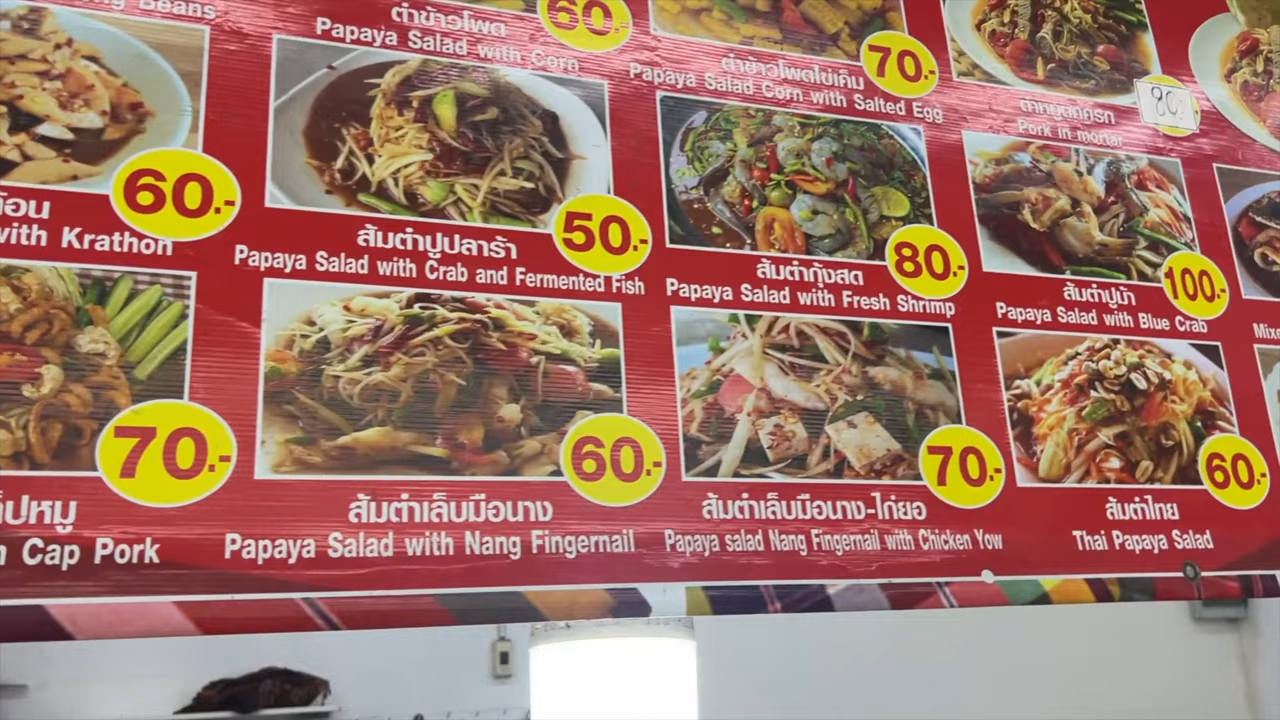 Beans
ตำข้าวโพด
Papaya Salad with Corn
60.-
ตำข้าวโพดไข่เค็ม
Papaya Salad Corn with Salted Egg
70.-
Pork in mortar
80.-
ท้อน
with Krathon
60.-
ส้มตำปูปลาร้า
Papaya Salad with Crab and Fermented Fish
50.-
ส้มตำกุ้งสด
Papaya Salad with Fresh Shrimp
80.-
ส้มตำปูม้า
Papaya Salad with Blue Crab
100.-
ปหมู
Cap Pork
70.-
ส้มตำเล็บมือนาง
Papaya Salad with Nang Fingernail
60.-
ส้มตำเล็บมือนาง-ไก่ยอ
Papaya salad Nang Fingernail with Chicken Yow
70.-
ส้มตำไทย
Thai Papaya Salad
60.-